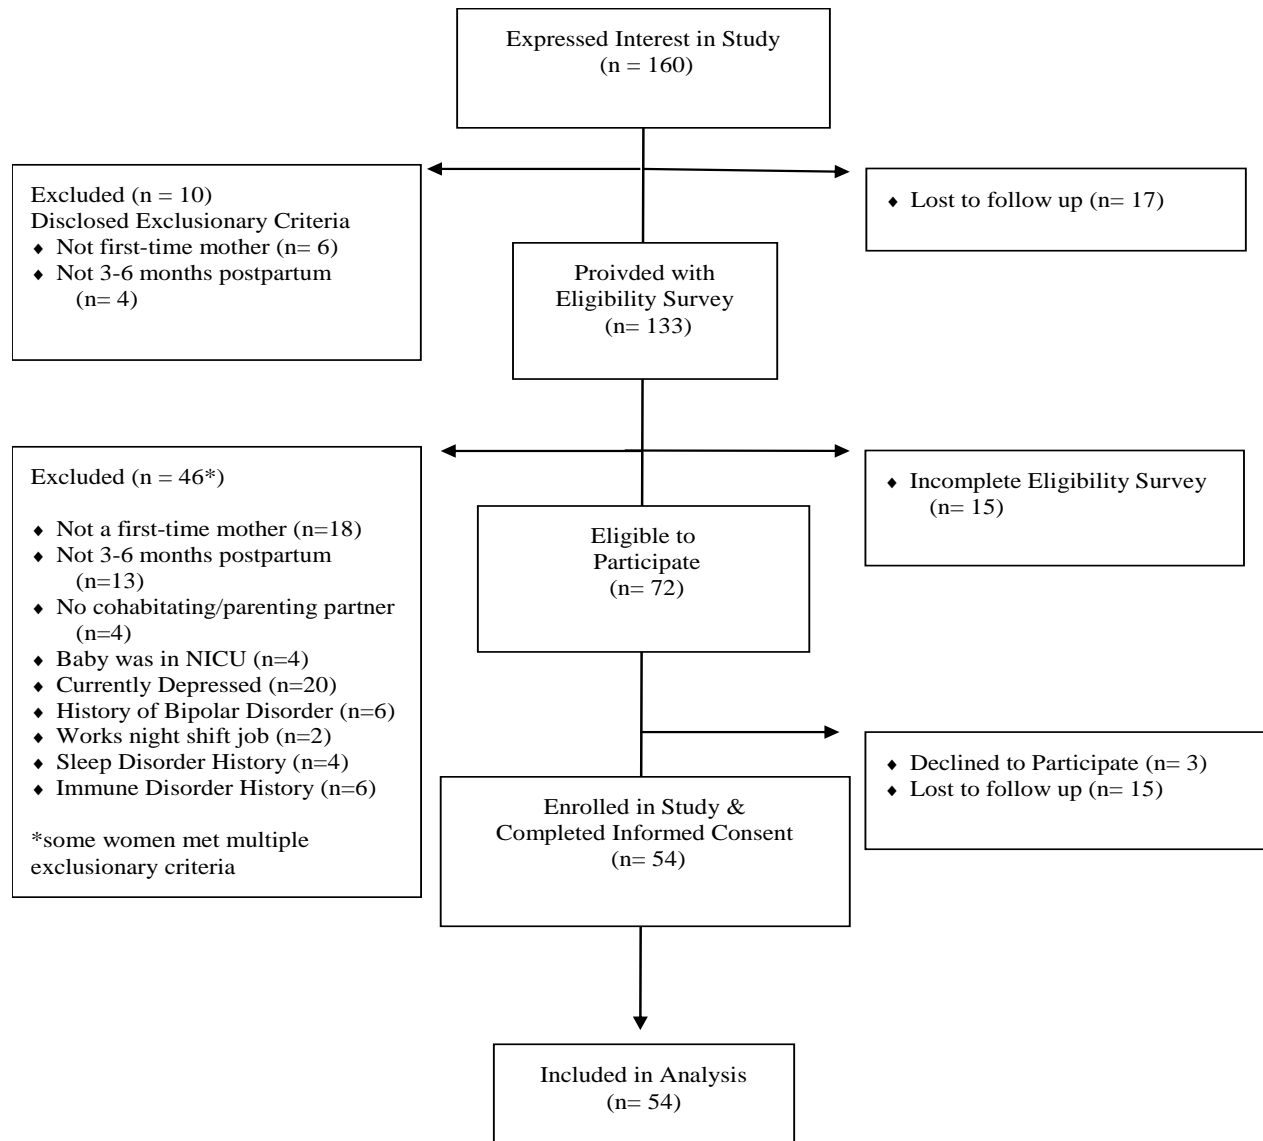 Expressed Interest in Study
(n = 160)
Excluded (n = 10)
Disclosed Exclusionary Criteria
♦ Not first-time mother (n= 6)
♦ Not 3-6 months postpartum
(n= 4)
♦ Lost to follow up (n= 17)
Proivded with
Eligibility Survey
(n= 133)
Excluded (n = 46*)
♦ Not a first-time mother (n=18)
♦ Not 3-6 months postpartum
(n=13)
♦ No cohabitating/parenting partner
(n=4)
♦ Baby was in NICU (n=4)
♦ Currently Depressed (n=20)
♦ History of Bipolar Disorder (n=6)
♦ Works night shift job (n=2)
♦ Sleep Disorder History (n=4)
♦ Immune Disorder History (n=6)
*some women met multiple
exclusionary criteria
♦ Incomplete Eligibility Survey
(n= 15)
Eligible to
Participate
(n= 72)
♦ Declined to Participate (n= 3)
♦ Lost to follow up (n= 15)
Enrolled in Study &
Completed Informed Consent
(n= 54)
Included in Analysis
(n= 54)